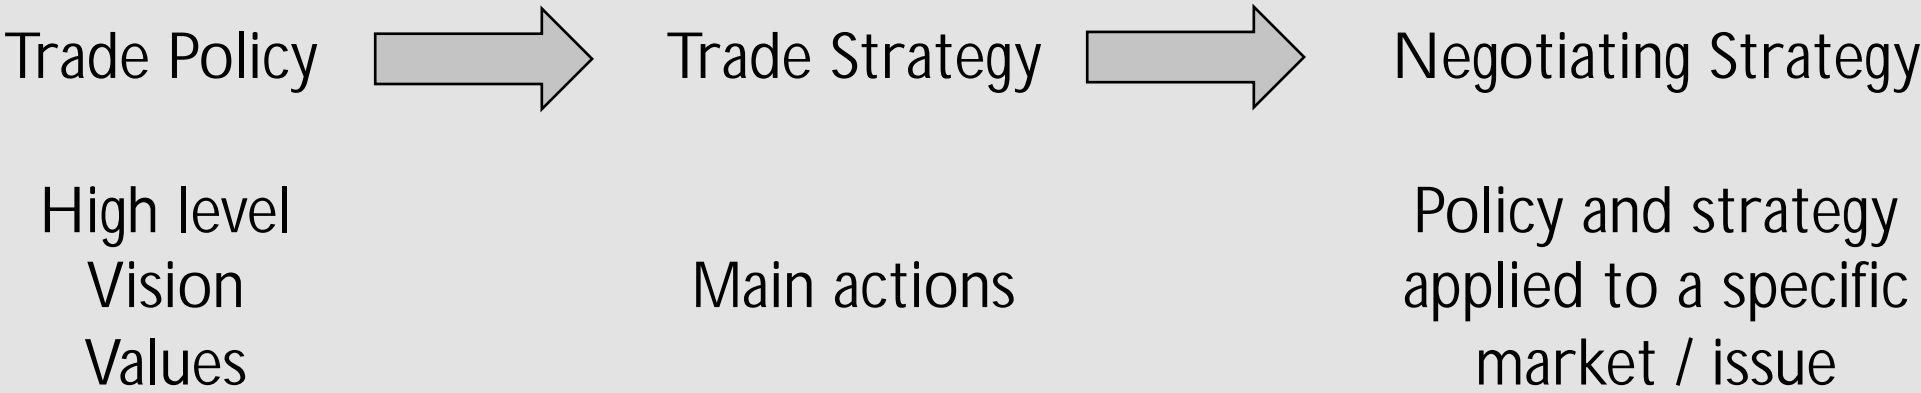 Trade Policy
Trade Strategy
Negotiating Strategy
High level
Vision
Values
Main actions
Policy and strategy
applied to a specific
market / issue